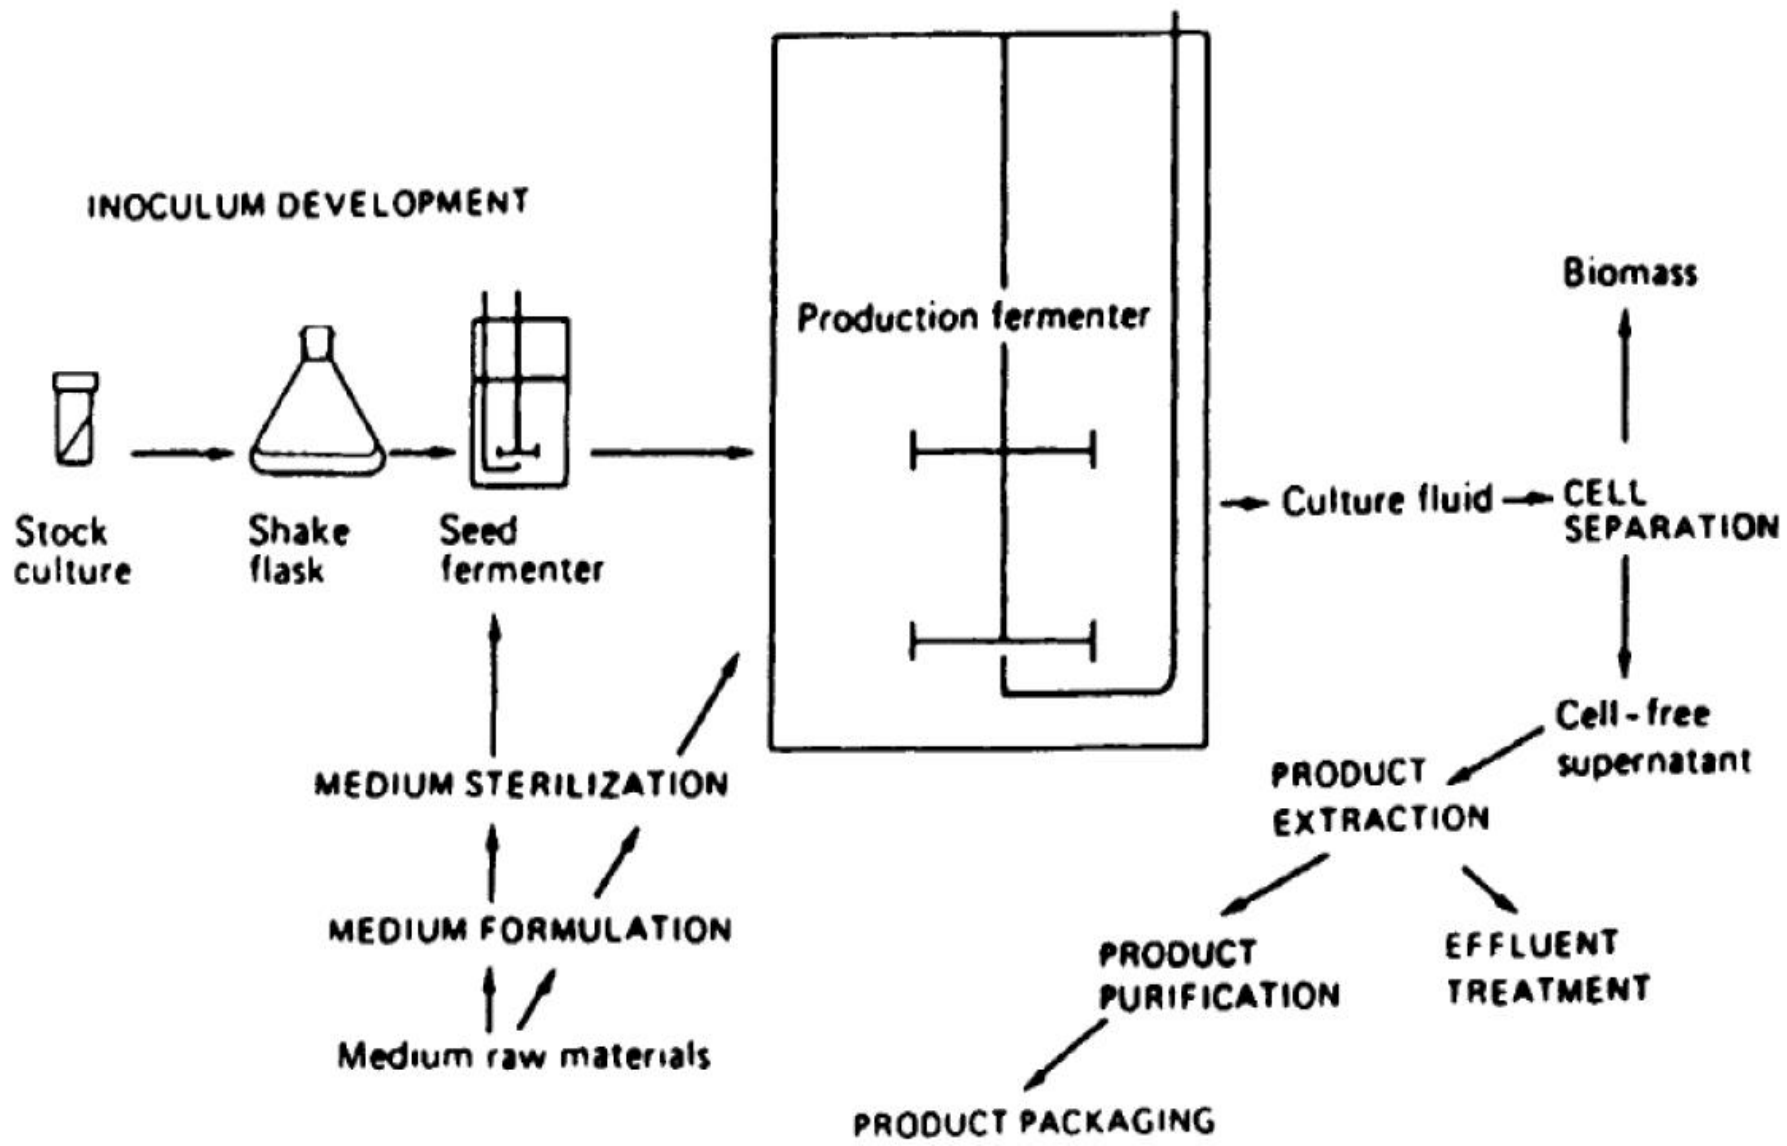 INOCULUM DEVELOPMENT
Stock
culture
Shake
flask
Seed
fermenter
MEDIUM STERILIZATION
MEDIUM FORMULATION
Medium raw materials
Production fermenter
Culture fluid
CELL
SEPARATION
Biomass
Cell-free
supernatant
PRODUCT
EXTRACTION
PRODUCT
PURIFICATION
EFFLUENT
TREATMENT
PRODUCT PACKAGING